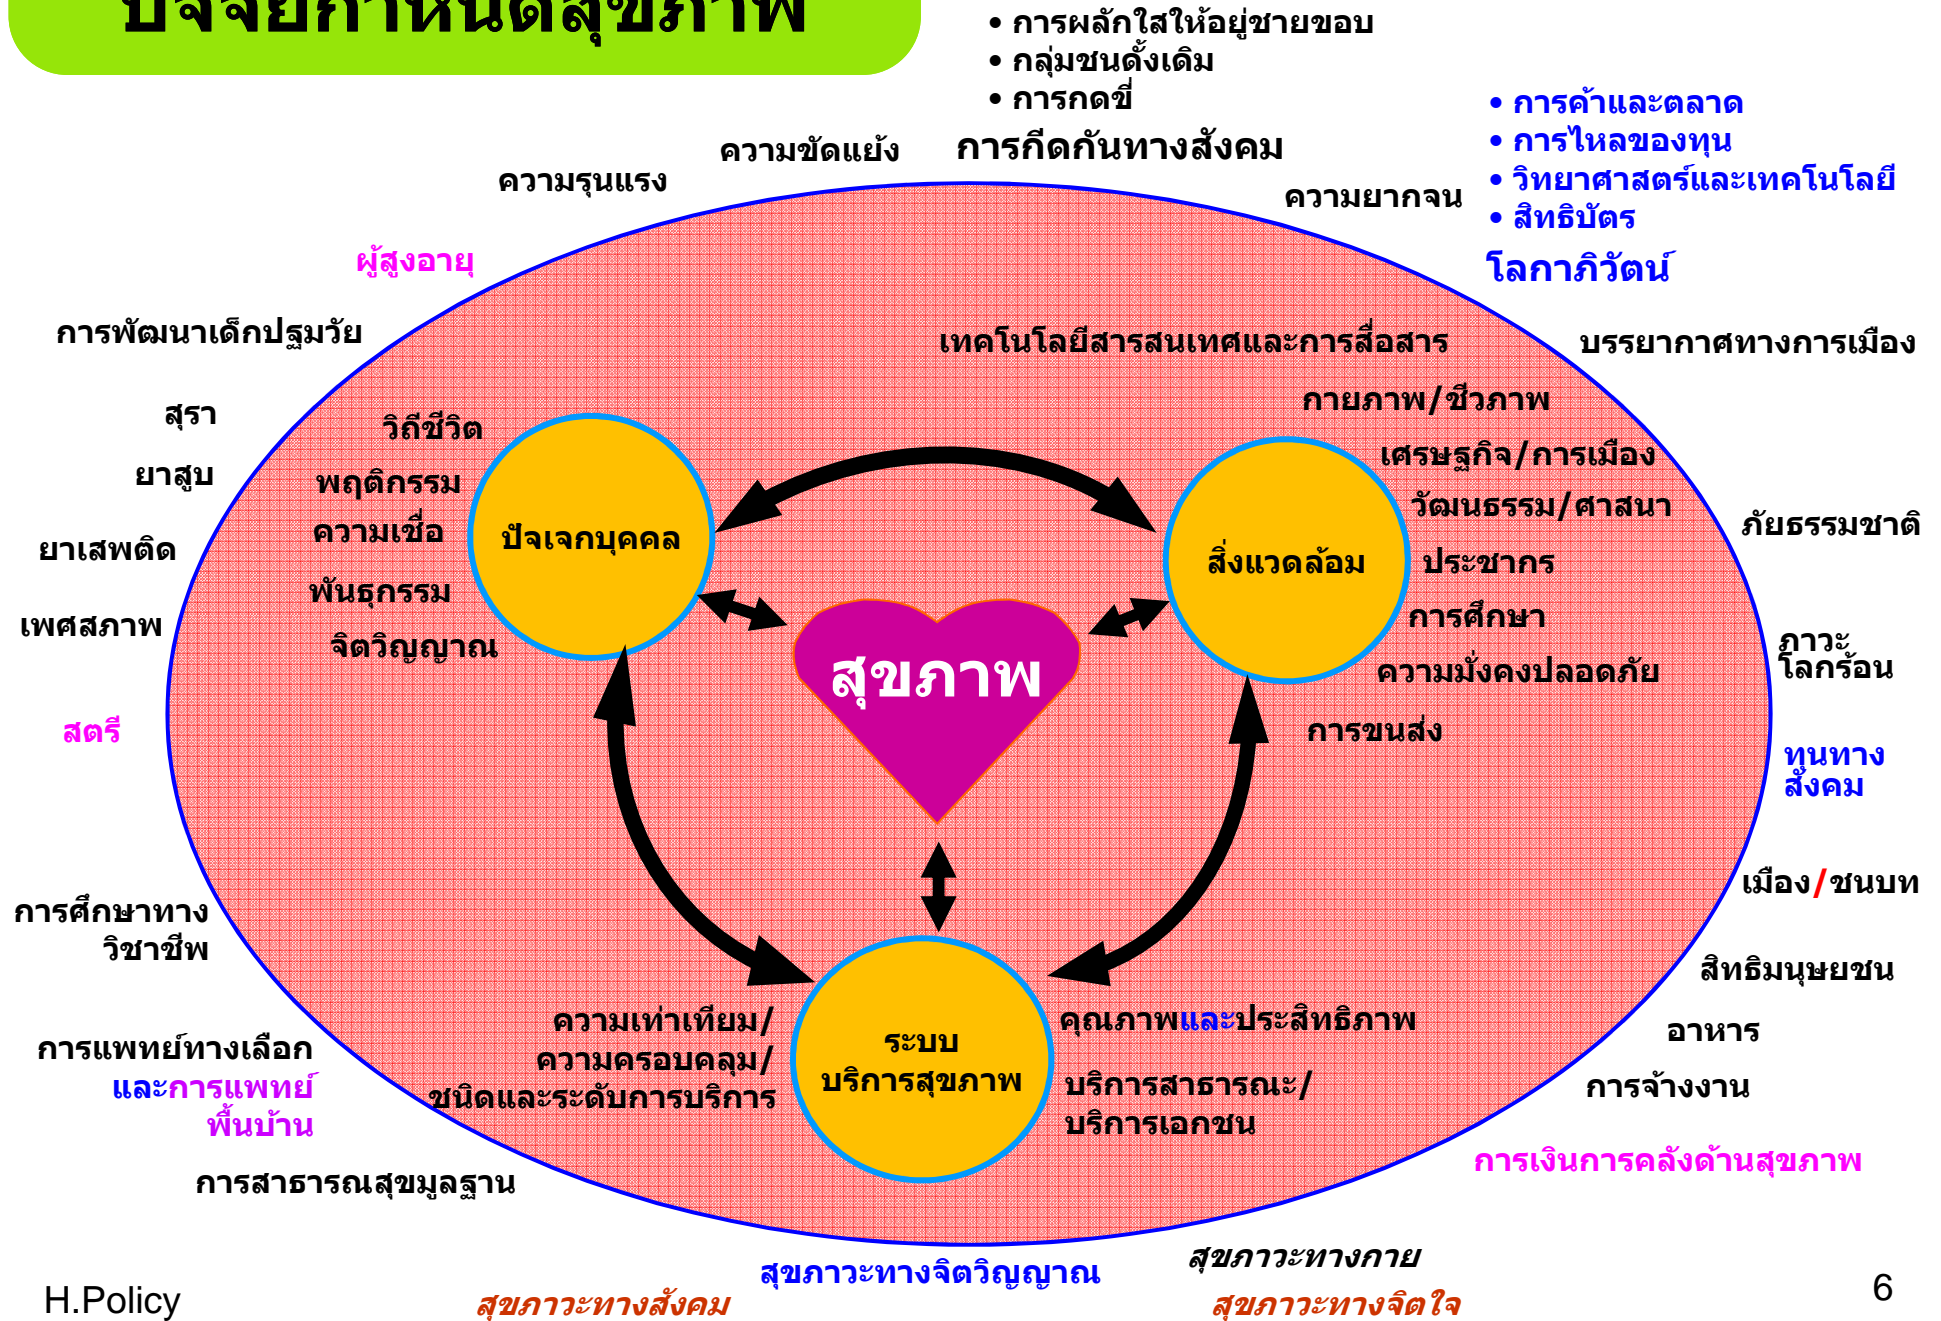 ปัจจัยกำหนดสุขภาพ
• การผลักใสให้อยู่ชายขอบ
• กลุ่มชนดั้งเดิม
• การกดขี่
การกีดกันทางสังคม
• การค้าและตลาด
• การไหลของทุน
• วิทยาศาสตร์และเทคโนโลยี
• สิทธิบัตร
โลกาภิวัตน์
ความขัดแย้ง
ความรุนแรง
ความยากจน
ผู้สูงอายุ
การพัฒนาเด็กปฐมวัย
บรรยากาศทางการเมือง
สุรา
ยาสูบ
ยาเสพติด
เพศสภาพ
สตรี
เทคโนโลยีสารสนเทศและการสื่อสาร
กายภาพ/ชีวภาพ
เศรษฐกิจ/การเมือง
วัฒนธรรม/ศาสนา
ประชากร
การศึกษา
ความมั่งคงปลอดภัย
การขนส่ง
วิถีชีวิต
พฤติกรรม
ความเชื่อ
พันธุกรรม
จิตวิญญาณ
ปัจเจกบุคคล
สิ่งแวดล้อม
สุขภาพ
ภัยธรรมชาติ
ภาวะ
โลกร้อน
ทุนทาง
สังคม
เมือง/ชนบท
สิทธิมนุษยชน
อาหาร
การจ้างงาน
การเงินการคลังด้านสุขภาพ
การศึกษาทาง
วิชาชีพ
การแพทย์ทางเลือก
และการแพทย์
พื้นบ้าน
การสาธารณสุขมูลฐาน
ความเท่าเทียม/
ความครอบคลุม/
ชนิดและระดับการบริการ
ระบบ
บริการสุขภาพ
คุณภาพและประสิทธิภาพ
บริการสาธารณะ/
บริการเอกชน
สุขภาวะทางจิตวิญญาณ
สุขภาวะทางกาย
สุขภาวะทางสังคม
สุขภาวะทางจิตใจ
H.Policy
6